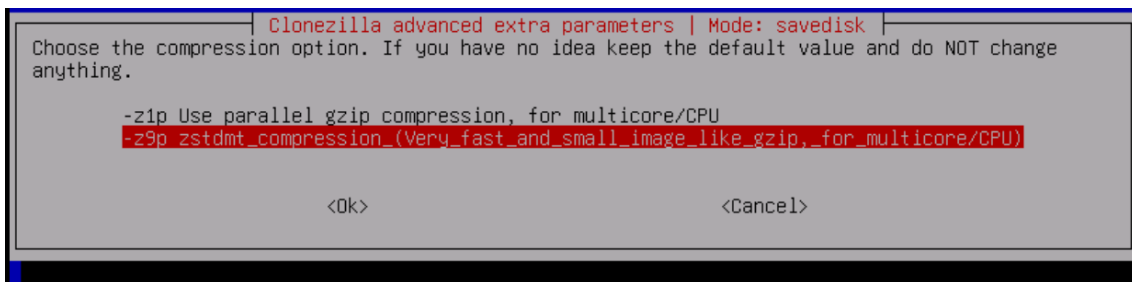 Clonezilla advanced extra parameters | Mode: savedisk
Choose the compression option. If you have no idea keep the default value and do NOT change
anything.
-z1p Use parallel gzip compression, for multicore/CPU
-z9p zstdmt_compression_(Very_fast_and_small_image_like_gzip,_for_multicore/CPU)
<Ok> <Cancel>